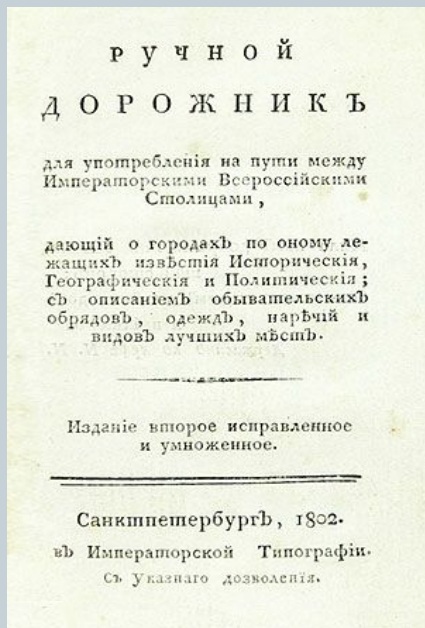 РУЧНОЙ
ДОРОЖНИКЪ
для употребленія на пути между
Императорскими Всероссійскими
Столицами,
дающій о городахъ по оному ле-
жащихъ извѣстія Историческія,
Географическія и Политическія;
съ описаніемъ обывательскихъ
обрядовъ, одеждъ, нарѣчій и
видовъ лучшихъ мѣстъ.
Изданіе второе исправленное
и умноженное.
Санктпетербургъ, 1802.
въ Императорской Типографіи.
Съ Указнаго дозволенія.